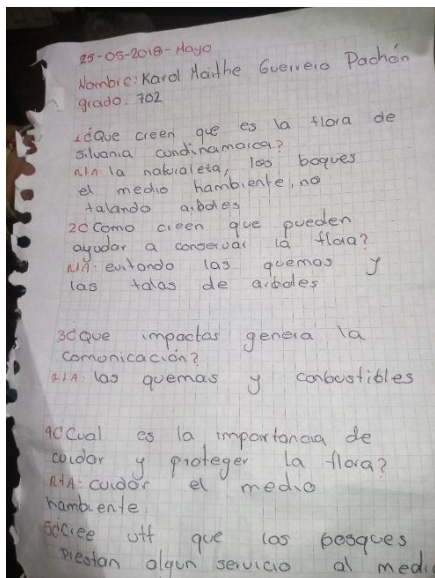 25-05-2018-Mayo
Nombre: Karol Maithe Guerrero Pachón
grado: 702
1¿Que creen que es la flora de
silvania cundinamarca?
R/A: la naturaleta, los boques
el medio hambiente, no
talando arboles
2¿Como creen que pueden
ayudar a conservar la flora?
R/A: evitando las quemas y
las talas de arboles
3¿que impactos genera la
comunicación?
R/A: las quemas y conbustibles
4¿Cual es la importancia de
cuidar y proteger la flora?
R/A: cuidar el medio
hambiente
5¿cree utt que los bosques
prestan algun servicio al medio